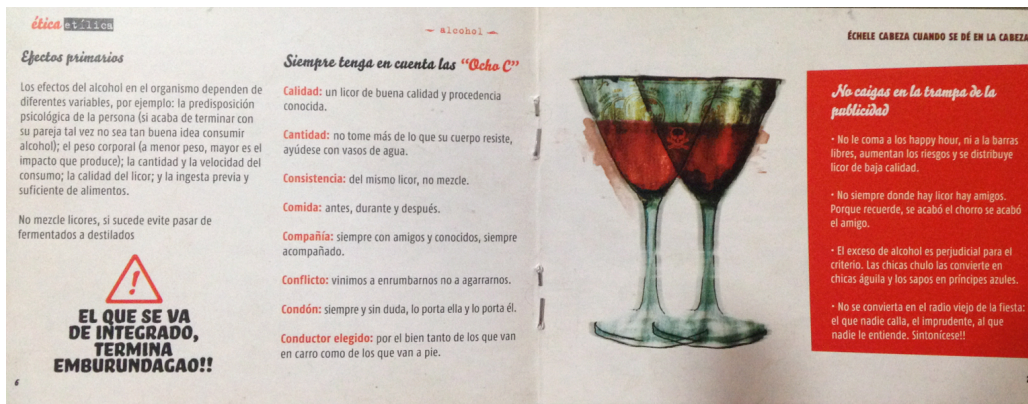 ética etílica
Efectos primarios
Los efectos del alcohol en el organismo dependen de
diferentes variables, por ejemplo: la predisposición
psicológica de la persona (si acaba de terminar con
su pareja tal vez no sea tan buena idea consumir
alcohol); el peso corporal (a menor peso, mayor es el
impacto que produce); la cantidad y la velocidad del
consumo; la calidad del licor; y la ingesta previa y
suficiente de alimentos.
No mezcle licores, si sucede evite pasar de
fermentados a destilados
EL QUE SE VA
DE INTEGRADO,
TERMINA
EMBURUNDAGAO!!
6
alcohol
Siempre tenga en cuenta las "Ocho C"
Calidad: un licor de buena calidad y procedencia
conocida.
Cantidad: no tome más de lo que su cuerpo resiste,
ayúdese con vasos de agua.
Consistencia: del mismo licor, no mezcle.
Comida: antes, durante y después.
Compañía: siempre con amigos y conocidos, siempre
acompañado.
Conflicto: vinimos a enrumbarnos no a agarrarnos.
Condón: siempre y sin duda, lo porta ella y lo porta él.
Conductor elegido: por el bien tanto de los que van
en carro como de los que van a pie.
ÉCHELE CABEZA CUANDO SE DÉ EN LA CABEZA
No caigas en la trampa de la
publicidad
· No le coma a los happy hour, ni a la barras
libres, aumentan los riesgos y se distribuye
licor de baja calidad.
· No siempre donde hay licor hay amigos.
Porque recuerde, se acabó el chorro se acabó
el amigo.
· El exceso de alcohol es perjudicial para el
criterio. Las chicas chulo las convierte en
chicas águila y los sapos en príncipes azules.
· No se convierta en el radio viejo de la fiesta:
el que nadie calla, el imprudente, al que
nadie le entiende. Sintonícese!!